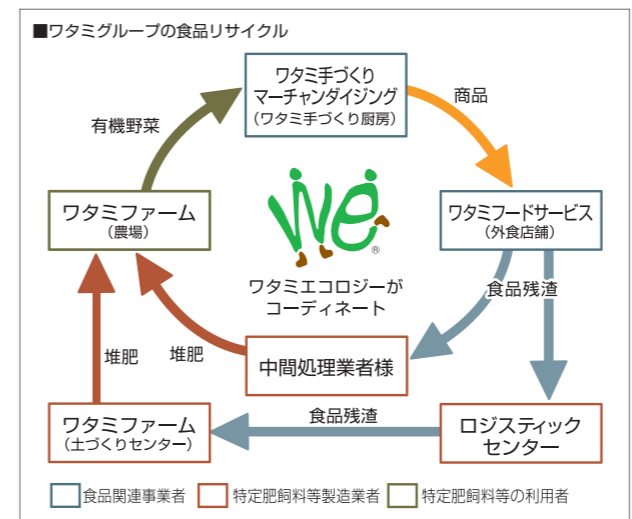 ■ワタミグループの食品リサイクル
ワタミ手づくり
マーチャンダイジング
（ワタミ手づくり厨房）
商品
有機野菜
ワタミファーム
（農場）
We®
ワタミフードサービス
（外食店舗）
ワタミエコロジーが
コーディネート
食品残渣
堆肥
堆肥
中間処理業者様
ワタミファーム
（土づくりセンター）
食品残渣
ロジスティック
センター
食品関連事業者
特定肥飼料等製造業者
特定肥飼料等の利用者